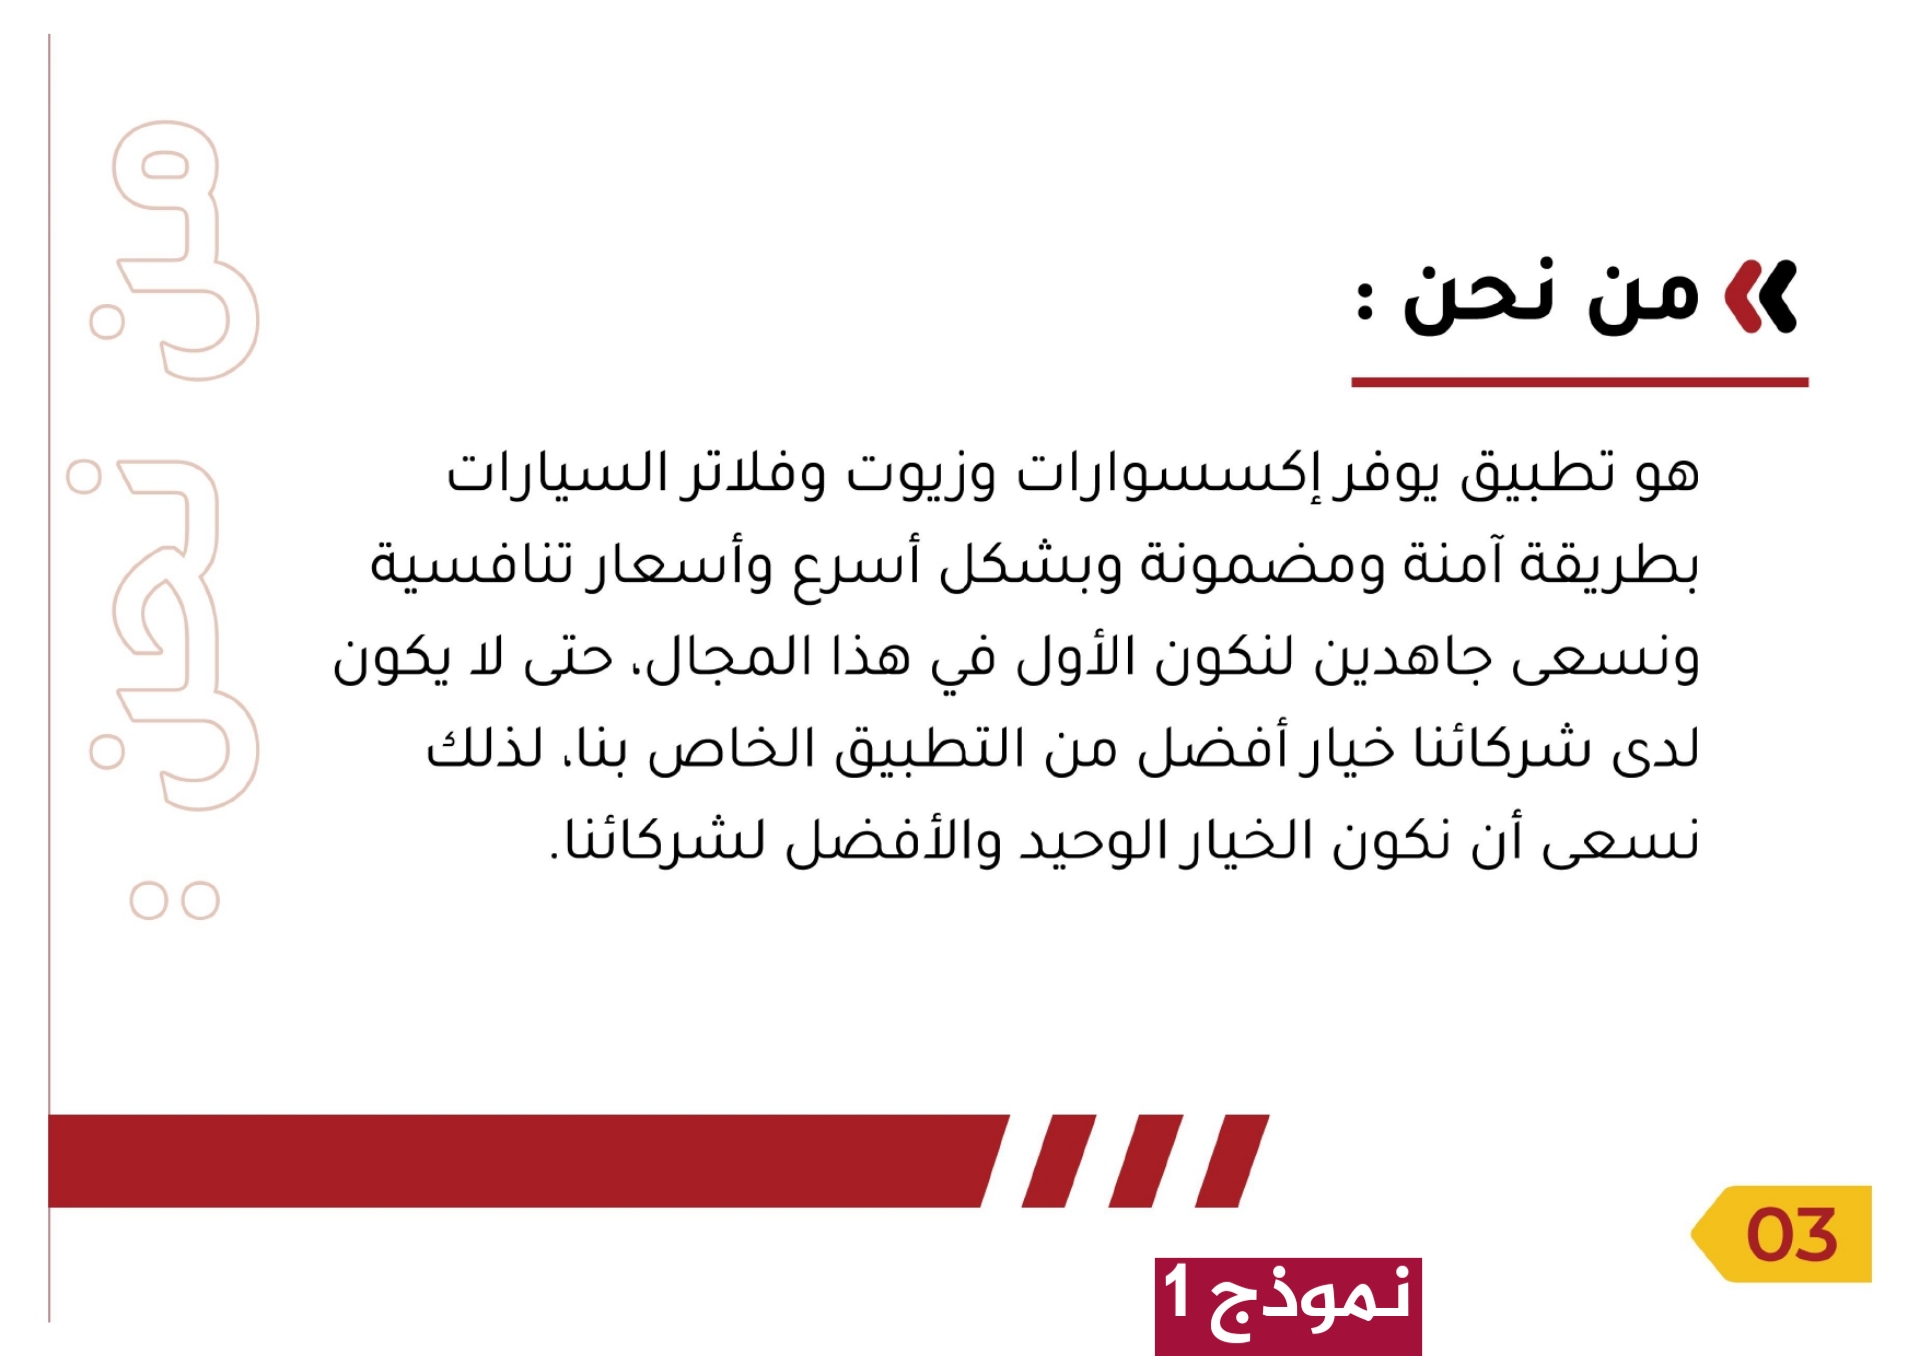 من نحن :
هو تطبيق يوفر إكسسوارات وزيوت وفلاتر السيارات
بطريقة آمنة ومضمونة وبشكل أسرع وأسعار تنافسية
ونسعى جاهدين لنكون الأول في هذا المجال، حتى لا يكون
لدى شركائنا خيار أفضل من التطبيق الخاص بنا، لذلك
نسعى أن نكون الخيار الوحيد والأفضل لشركائنا.
من نحن :
03
نموذج 1